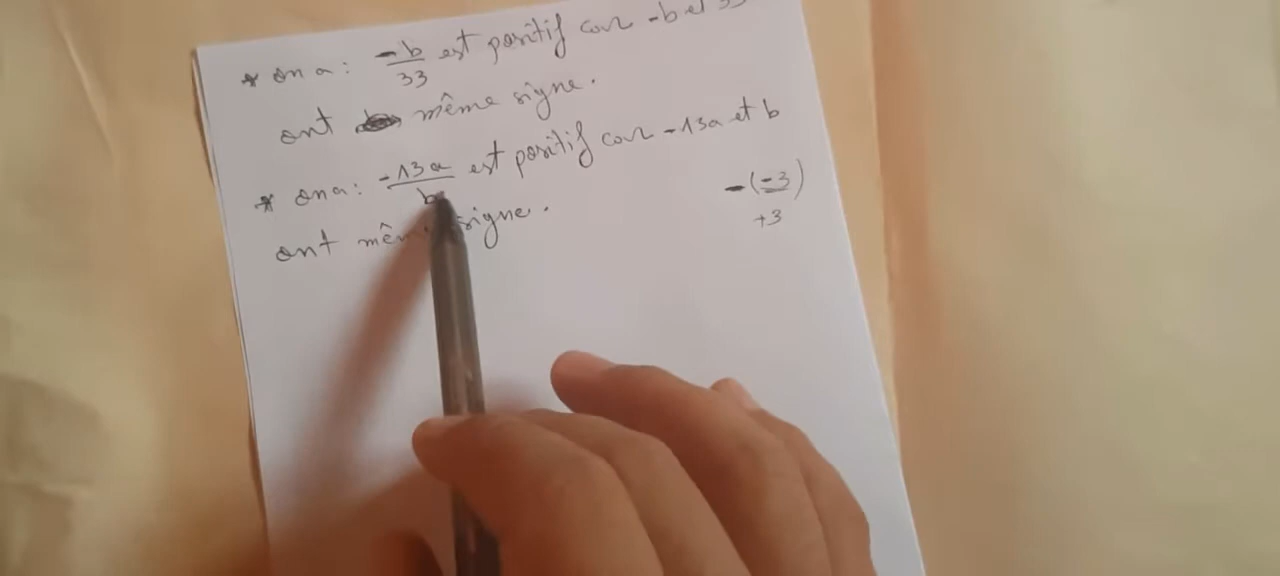 * on a : -b/33 est positif car -b et 33
ont même signe.
* on a : -13a/b est positif car -13a et b
ont même signe.
-(-3)
+3